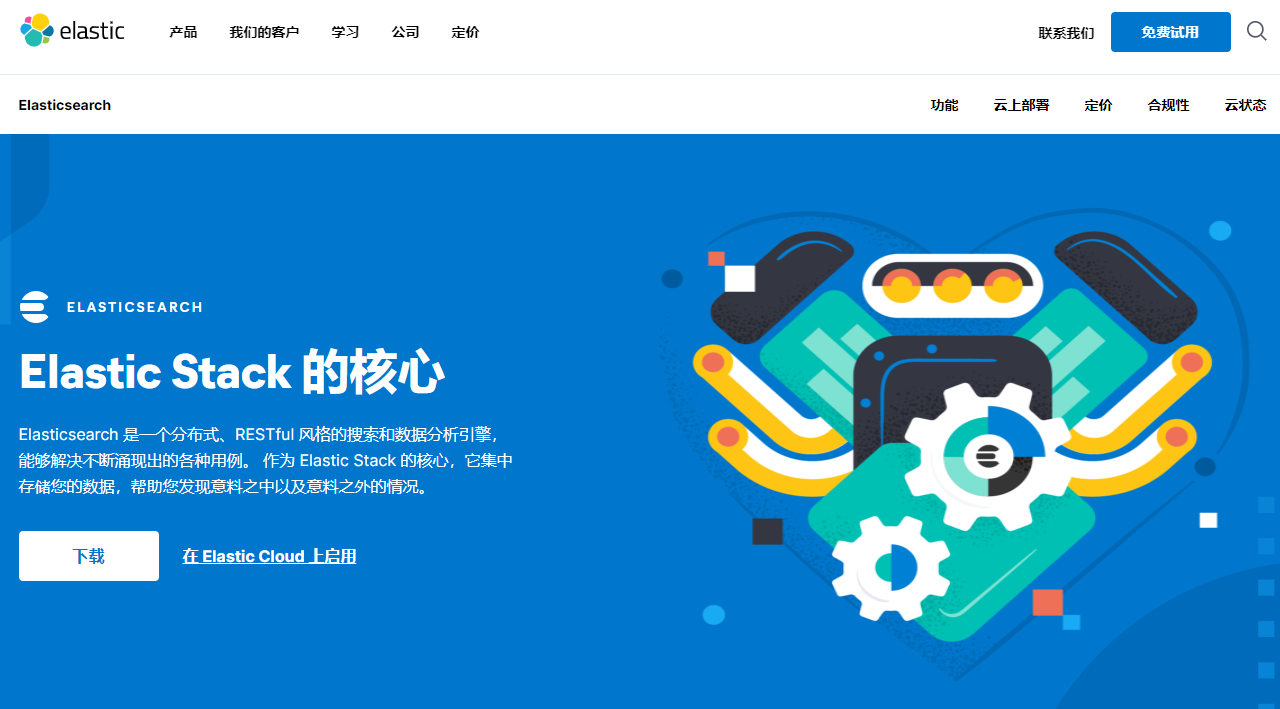 elastic 产品 我们的客户 学习 公司 定价 联系我们 免费试用
Elasticsearch 功能 云上部署 定价 合规性 云状态
ELASTICSEARCH
Elastic Stack 的核心
Elasticsearch 是一个分布式、RESTful 风格的搜索和数据分析引擎，
能够解决不断涌现出的各种用例。 作为 Elastic Stack 的核心，它集中
存储您的数据，帮助您发现意料之中以及意料之外的情况。
下载 在 Elastic Cloud 上启用